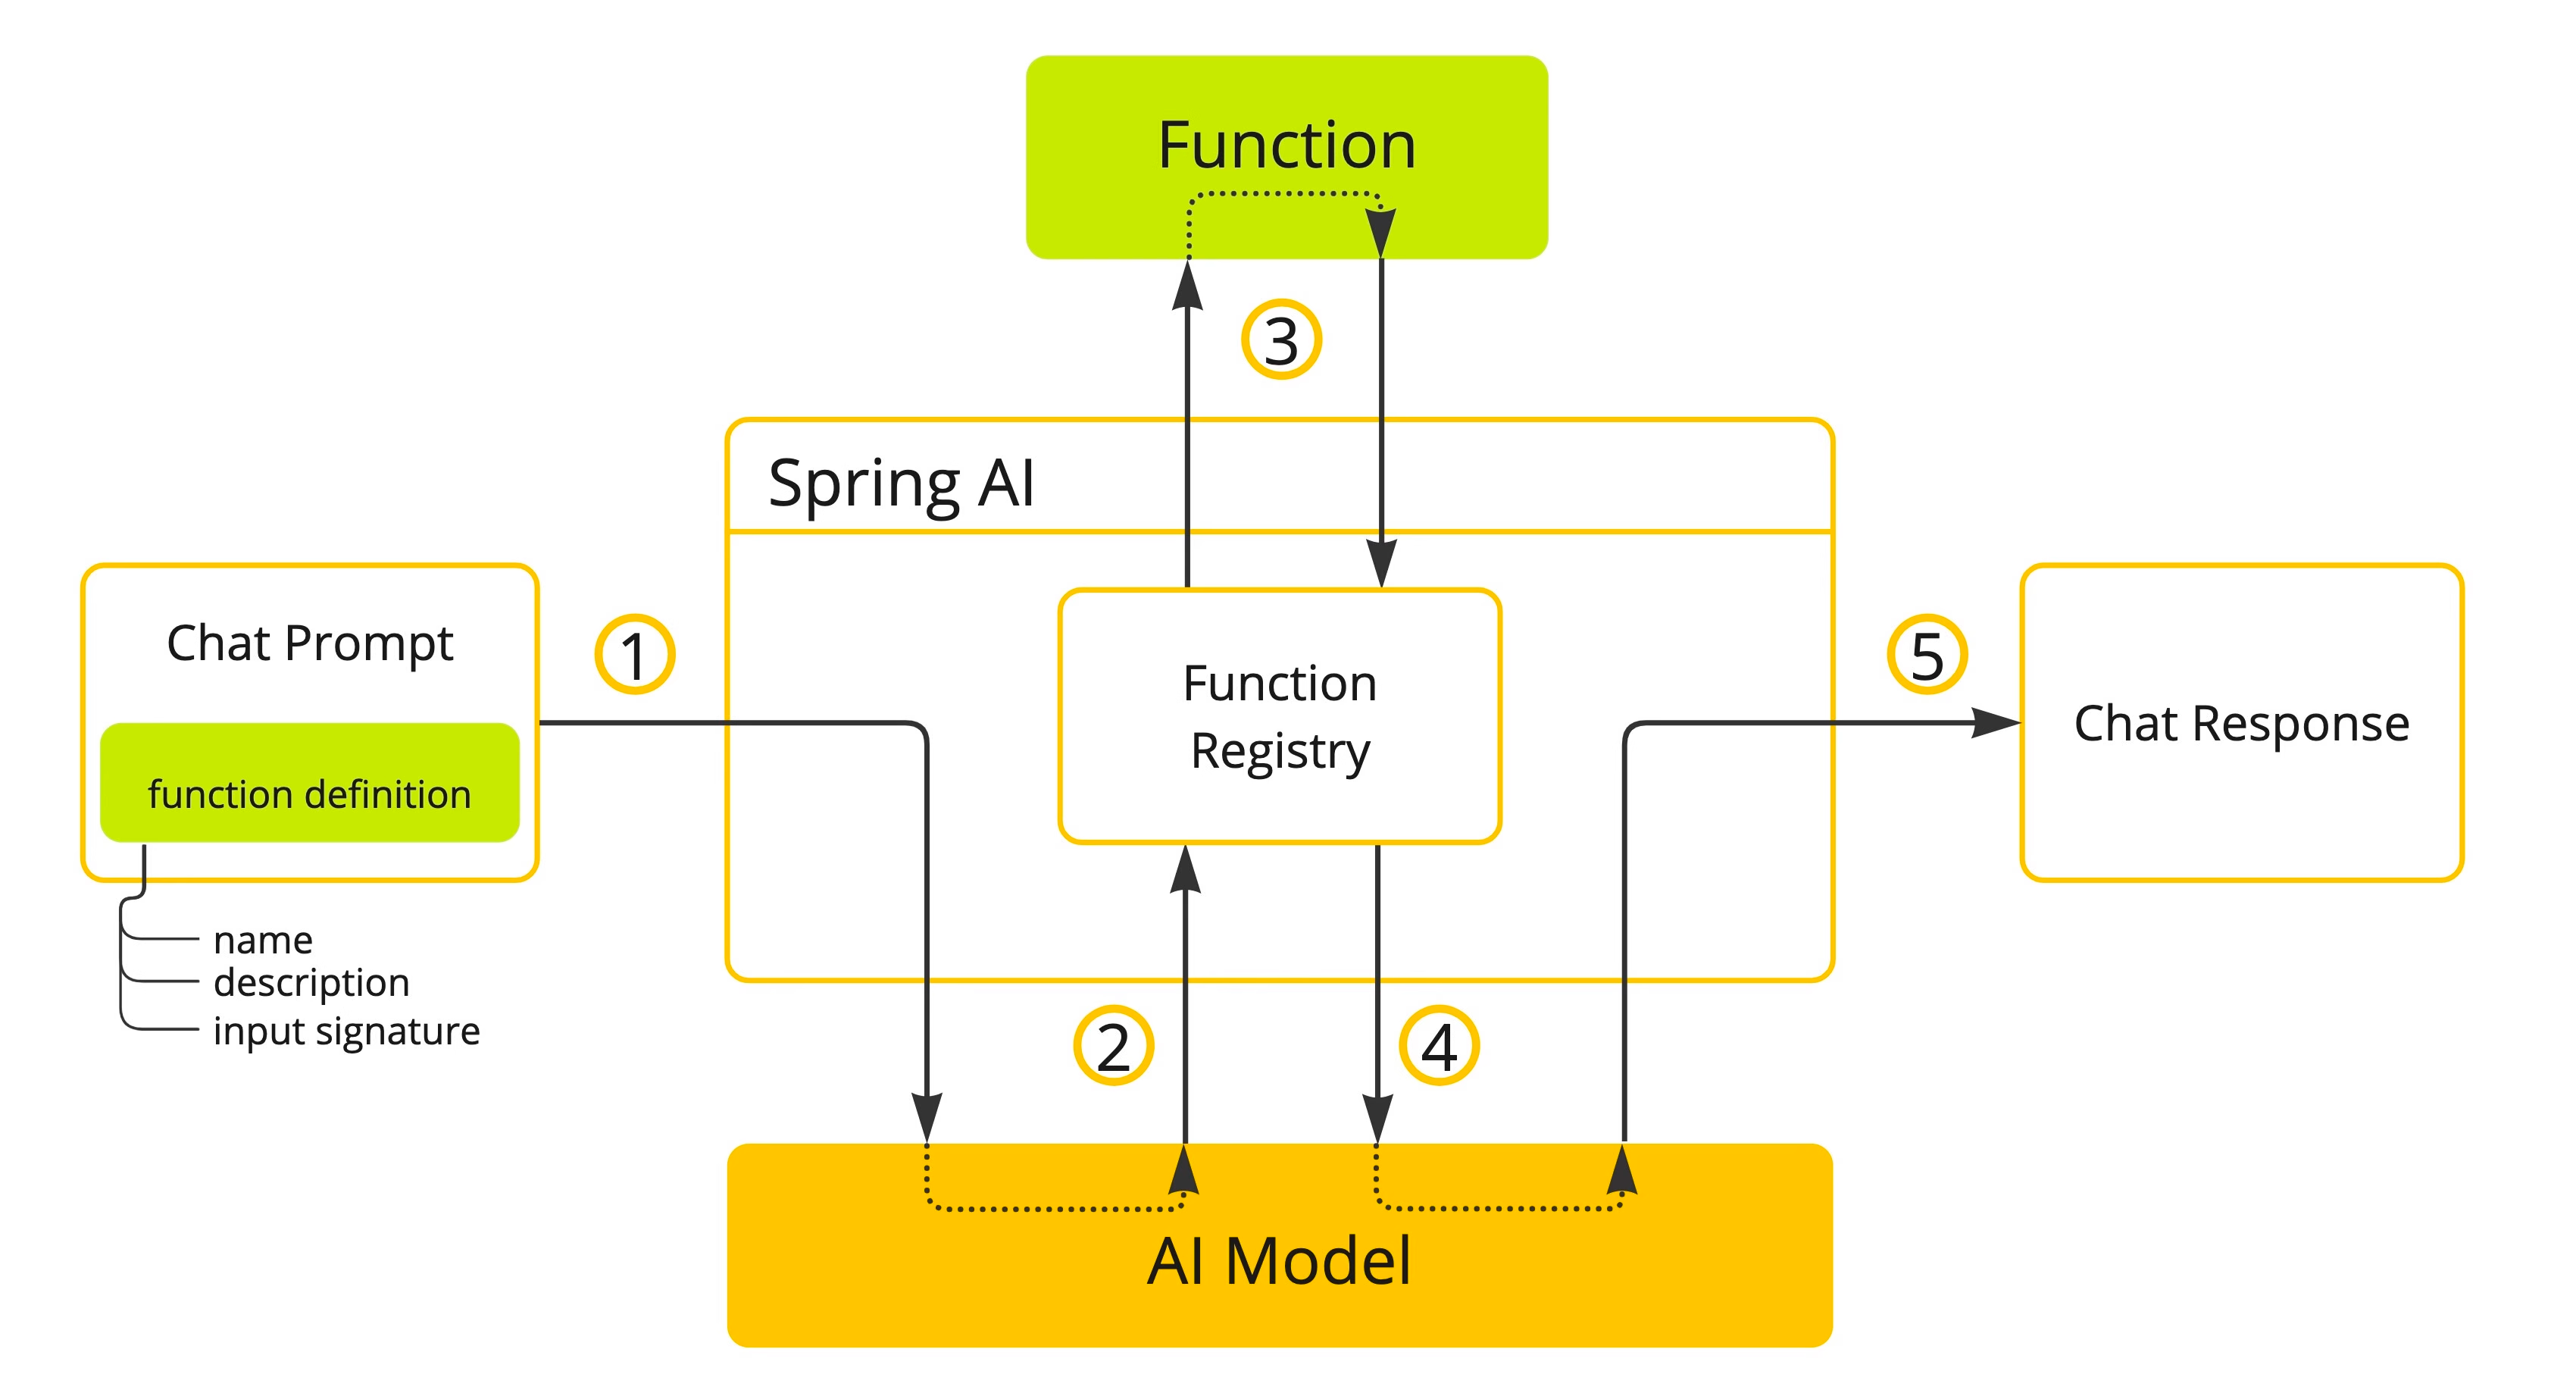 Function
3
Spring AI
Chat Prompt
function definition
name
description
input signature
1
Function
Registry
2
4
AI Model
5
Chat Response